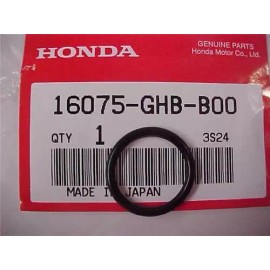 HONDA
GENUINE PARTS
Honda Motor Co., Ltd.
16075-GHB-B00
QTY 1 3S24
MADE IN JAPAN